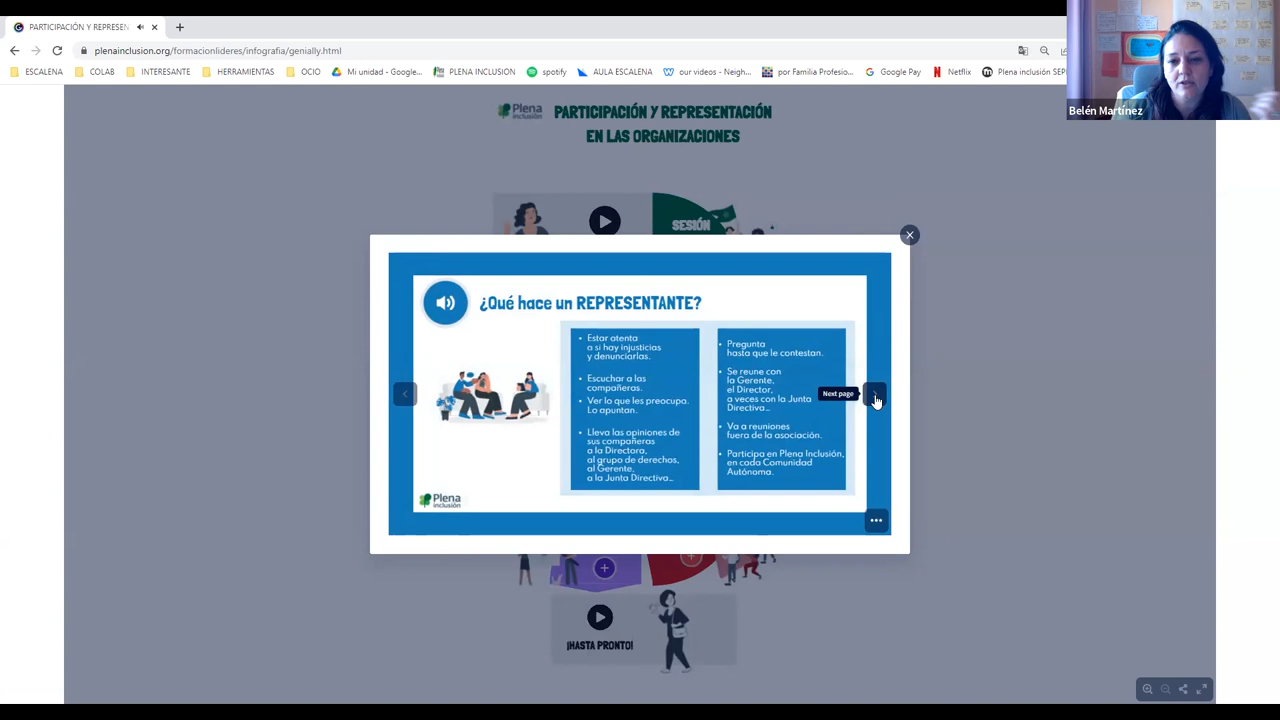 PARTICIPACIÓN Y REPRESEN
plenainclusion.org/formacionlideres/infografia/genially.html
ESCALENA
COLAB
INTERESANTE
HERRAMIENTAS
OCIO
Mi unidad - Google...
PLENA INCLUSION
spotify
AULA ESCALENA
our videos - Neigh...
por Familia Profesio...
Google Pay
Netflix
Plena inclusión SEPI
Belén Martínez
Plena
inclusión
PARTICIPACIÓN Y REPRESENTACIÓN
EN LAS ORGANIZACIONES
SESIÓN
¿Qué hace un REPRESENTANTE?
• Estar atenta
a si hay injusticias
y denunciarlas.
• Escuchar a las
compañeras.
• Ver lo que les preocupa.
Lo apuntan.
• Lleva las opiniones de
sus compañeras
a la Directora,
al grupo de derechos,
al Gerente,
a la Junta Directiva...
• Pregunta
hasta que le contestan.
• Se reune con
la Gerente,
el Director,
a veces con la Junta
Directiva...
• Va a reuniones
fuera de la asociación.
• Participa en Plena Inclusión,
en cada Comunidad
Autónoma.
Next page
Plena
inclusión
¡HASTA PRONTO!